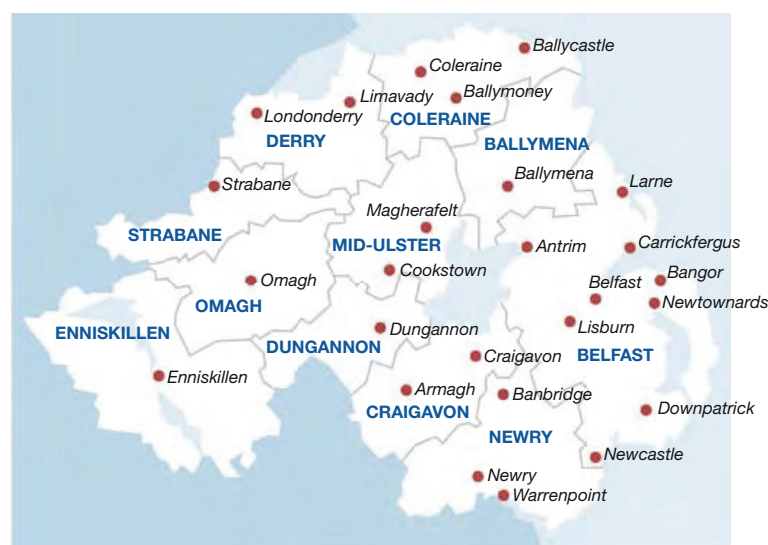 Ballycastle
Coleraine
Limavady
Ballymoney
Londonderry
COLERAINE
DERRY
BALLYMENA
Ballymena
Strabane
Larne
Magherafelt
STRABANE
MID-ULSTER
Antrim
Carrickfergus
Cookstown
Bangor
Omagh
Belfast
OMAGH
Newtownards
ENNISKILLEN
Dungannon
Lisburn
DUNGANNON
Craigavon
BELFAST
Enniskillen
Armagh
Banbridge
CRAIGAVON
Downpatrick
NEWRY
Newcastle
Newry
Warrenpoint